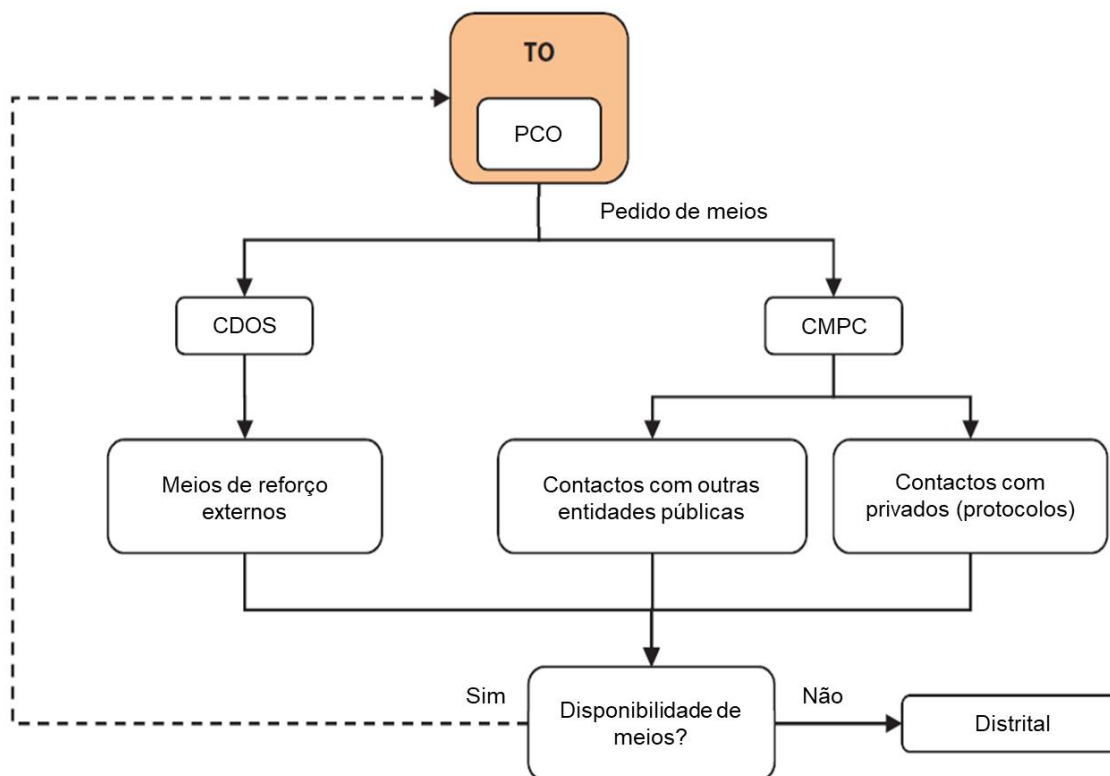 TO
PCO
Pedido de meios
CDOS
CMPC
Meios de reforço
externos
Contactos com outras
entidades públicas
Contactos com
privados (protocolos)
Sim
Disponibilidade de
meios?
Não
Distrital